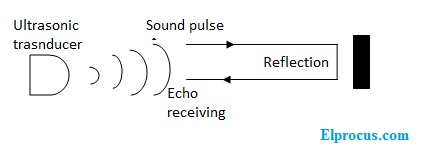 Ultrasonic
trasnducer
Sound pulse
Reflection
Echo
receiving
Elprocus.com